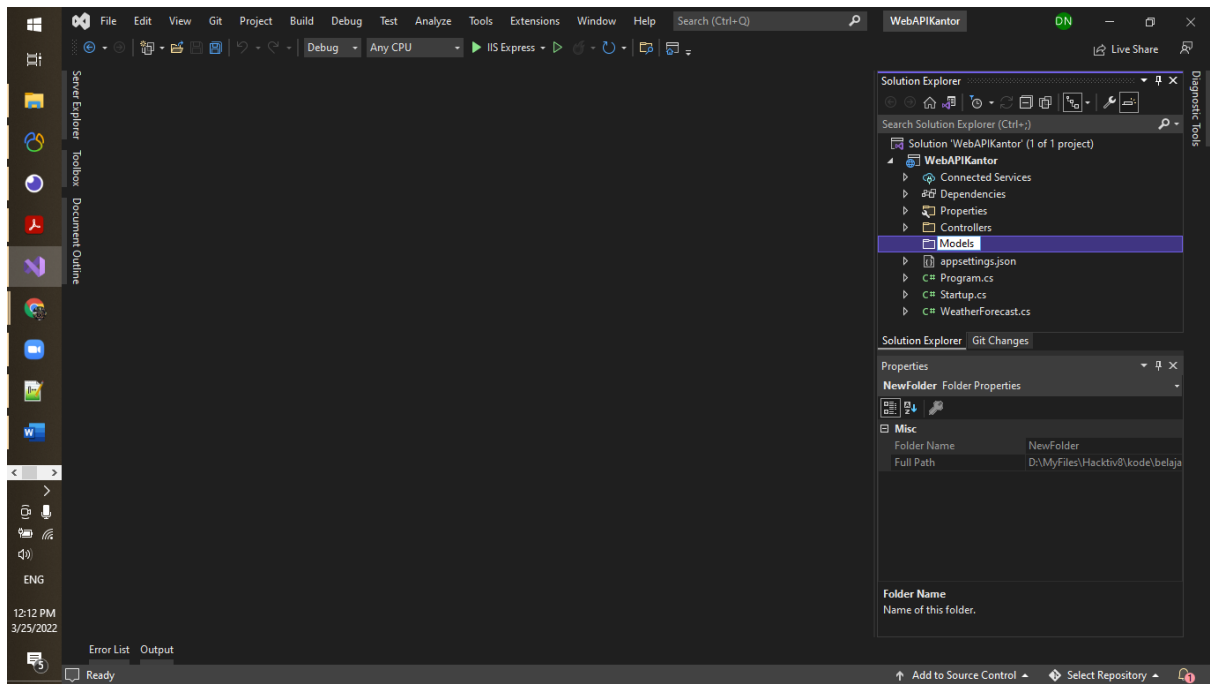 File Edit View Git Project Build Debug Test Analyze Tools Extensions Window Help Search (Ctrl+Q) WebAPIKantor DN
Debug Any CPU IIS Express Live Share
Server Explorer
Toolbox
Document Outline
Solution Explorer
Search Solution Explorer (Ctrl+;)
Solution 'WebAPIKantor' (1 of 1 project)
WebAPIKantor
Connected Services
Dependencies
Properties
Controllers
Models
appsettings.json
C# Program.cs
C# Startup.cs
C# WeatherForecast.cs
Solution Explorer Git Changes
Properties
NewFolder Folder Properties
Misc
Folder Name NewFolder
Full Path D:\MyFiles\Hacktiv8\kode\belaja
Folder Name
Name of this folder.
Diagnostic Tools
ENG
12:12 PM
3/25/2022
5
Error List Output
Ready Add to Source Control Select Repository 1